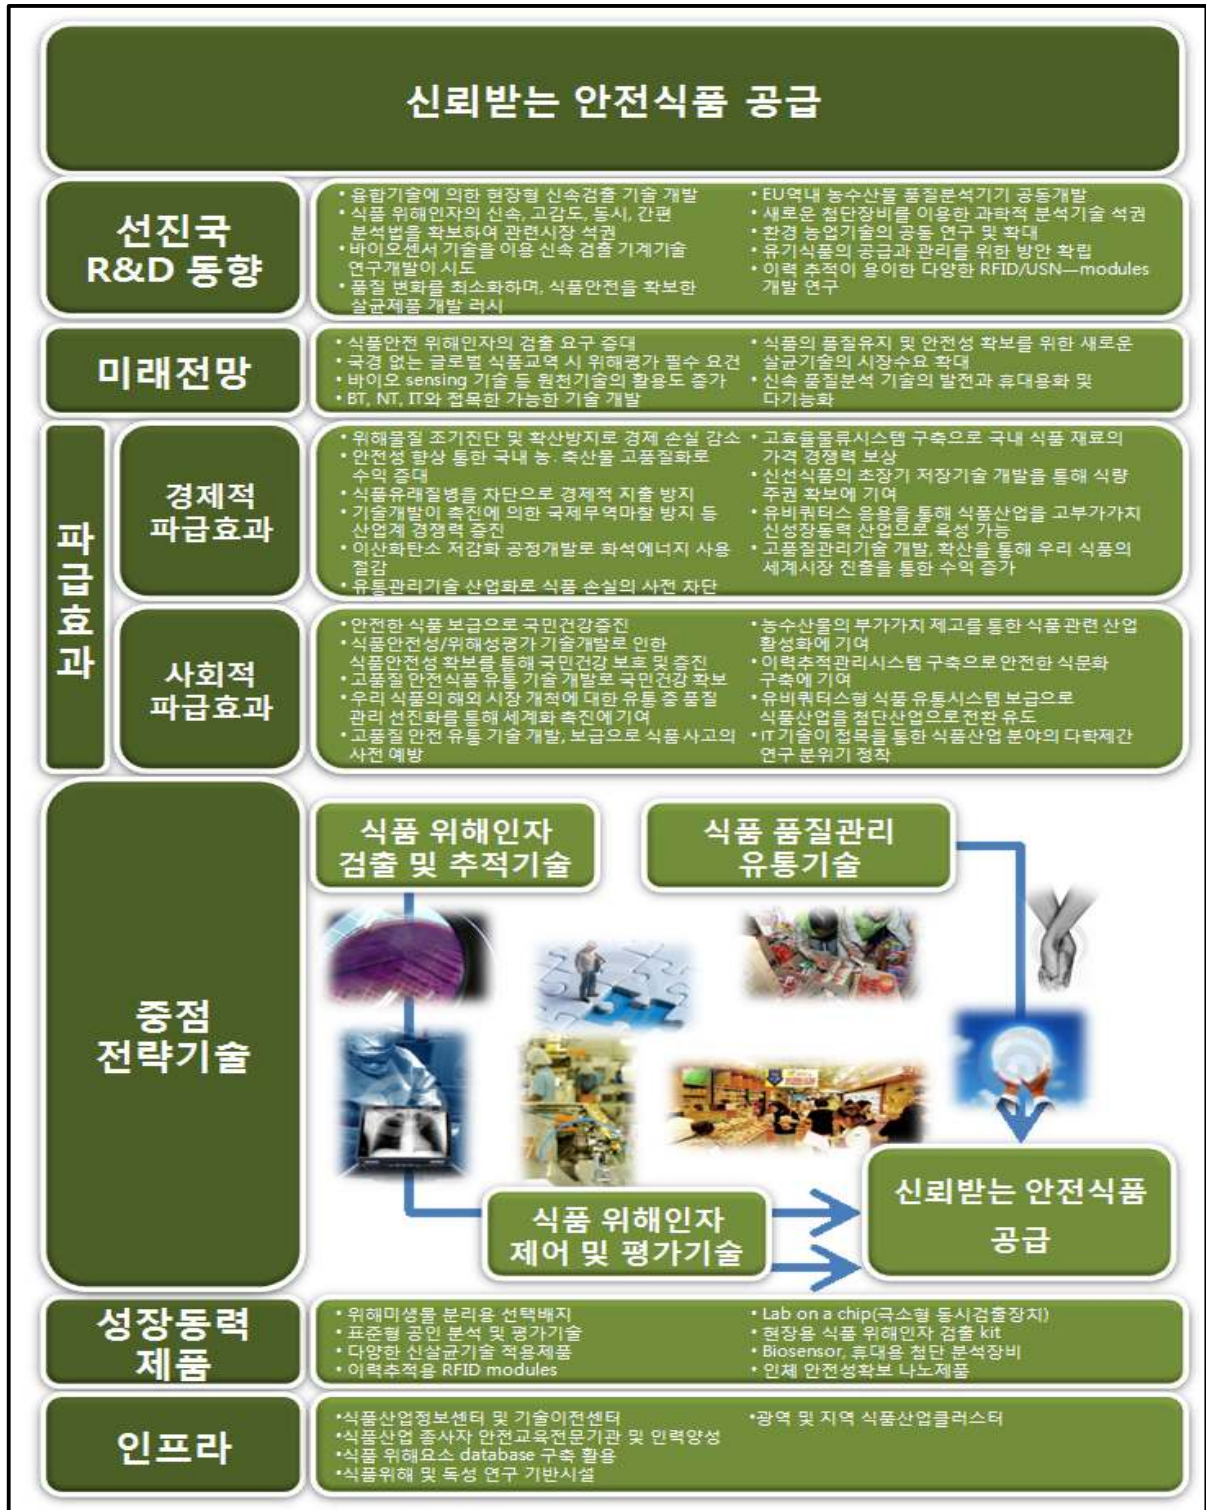 신뢰받는 안전식품 공급
선진국
R&D 동향
• 융합기술에 의한 현장형 신속검출 기술 개발
• 식품 위해인자의 신속, 고감도, 동시, 간편
분석법을 확보하여 관련시장 석권
• 바이오센서 기술을 이용 신속 검출 기계기술
연구개발이 시도
• 품질 변화를 최소화하며, 식품안전을 확보한
살균제품 개발 러시
• EU역내 농수산물 품질분석기기 공동개발
• 새로운 첨단장비를 이용한 과학적 분석기술 석권
• 환경 농업기술의 공동 연구 및 확대
• 유기식품의 공급과 관리를 위한 방안 확립
• 이력 추적이 용이한 다양한 RFID/USN—modules
개발 연구
미래전망
• 식품안전 위해인자의 검출 요구 증대
• 국경 없는 글로벌 식품교역 시 위해평가 필수 요건
• 바이오 sensing 기술 등 원천기술의 활용도 증가
• BT, NT, IT와 접목한 가능한 기술 개발
• 식품의 품질유지 및 안전성 확보를 위한 새로운
살균기술의 시장수요 확대
• 신속 품질분석 기술의 발전과 휴대용화 및
다기능화
파급효과
경제적
파급효과
• 위해물질 조기진단 및 확산방지로 경제 손실 감소
• 안전성 향상 통한 국내 농·축산물 고품질화로
수익 증대
• 식품유래질병을 차단으로 경제적 지출 방지
• 기술개발이 촉진에 의한 국제무역마찰 방지 등
산업계 경쟁력 증진
• 이산화탄소 저감화 공정개발로 화석에너지 사용
절감
• 유통관리기술 산업화로 식품 손실의 사전 차단
• 고효율물류시스템 구축으로 국내 식품 재료의
가격 경쟁력 보상
• 신선식품의 초장기 저장기술 개발을 통해 식량
주권 확보에 기여
• 유비쿼터스 응용을 통해 식품산업을 고부가가치
신성장동력 산업으로 육성 가능
• 고품질관리기술 개발, 확산을 통해 우리 식품의
세계시장 진출을 통한 수익 증가
사회적
파급효과
• 안전한 식품 보급으로 국민건강증진
• 식품안전성/위해성평가 기술개발로 인한
식품안전성 확보를 통해 국민건강 보호 및 증진
• 고품질 안전식품 유통 기술 개발로 국민건강 확보
• 우리 식품의 해외 시장 개척에 대한 유통 중 품질
관리 선진화를 통해 세계화 촉진에 기여
• 고품질 안전 유통 기술 개발, 보급으로 식품 사고의
사전 예방
• 농수산물의 부가가치 제고를 통한 식품 관련 산업
활성화에 기여
• 이력추적관리시스템 구축으로 안전한 식문화
구축에 기여
• 유비쿼터스형 식품 유통시스템 보급으로
식품산업을 첨단산업으로 전환 유도
• IT 기술이 접목을 통한 식품산업 분야의 다학제간
연구 분위기 정착
중점
전략기술
식품 위해인자
검출 및 추적기술
식품 품질관리
유통기술
식품 위해인자
제어 및 평가기술
신뢰받는 안전식품
공급
성장동력
제품
• 위해미생물 분리용 선택배지
• 표준형 공인 분석 및 평가기술
• 다양한 신살균기술 적용제품
• 이력추적용 RFID modules
• Lab on a chip(극소형 동시검출장치)
• 현장용 식품 위해인자 검출 kit
• Biosensor, 휴대용 첨단 분석장비
• 인체 안전성확보 나노제품
인프라
•식품산업정보센터 및 기술이전센터
•식품산업 종사자 안전교육전문기관 및 인력양성
•식품 위해요소 database 구축 활용
•식품위해 및 독성 연구 기반시설
•광역 및 지역 식품산업클러스터